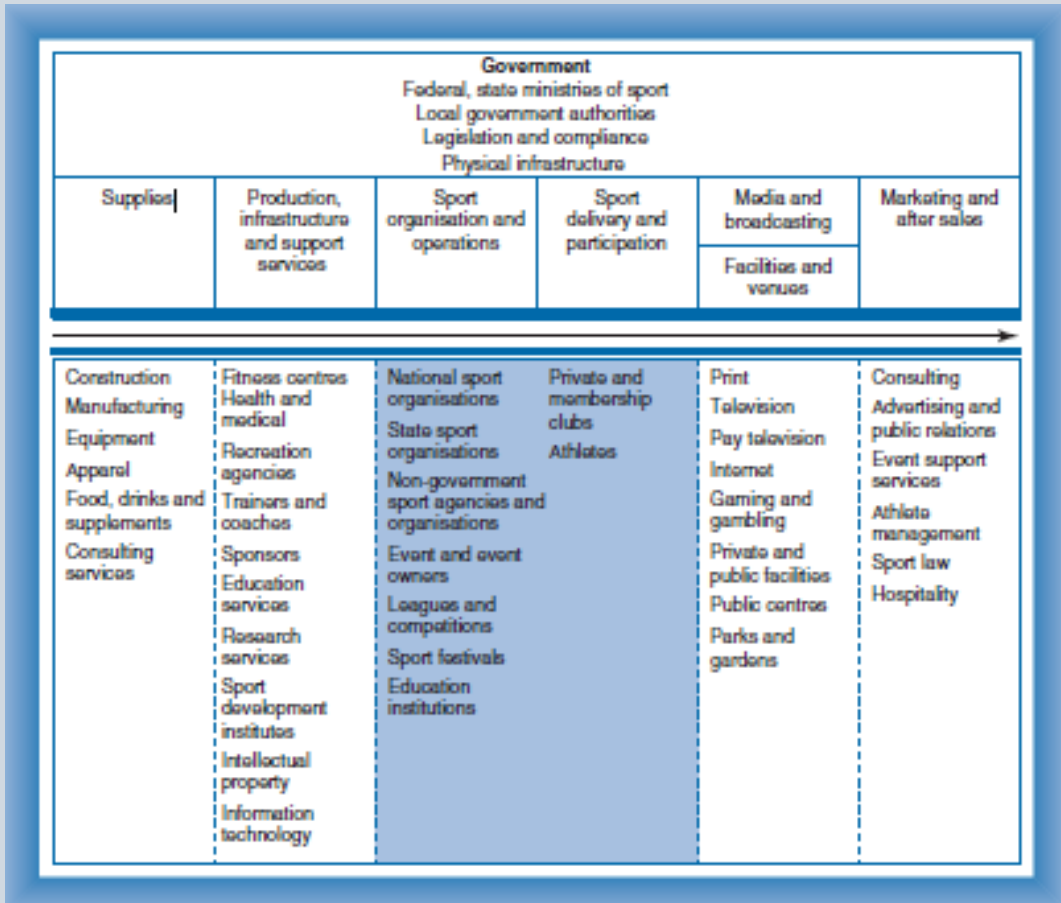 Government
Federal, state ministries of sport
Local government authorities
Legislation and compliance
Physical infrastructure
Supplies
Production,
infrastructure
and support
services
Sport
organisation and
operations
Sport
delivery and
participation
Media and
broadcasting
Facilities and
venues
Marketing and
after sales
Construction
Manufacturing
Equipment
Apparel
Food, drinks and
supplements
Consulting
services
Fitness centres
Health and
medical
Recreation
agencies
Trainers and
coaches
Sponsors
Education
services
Research
services
Sport
development
institutes
Intellectual
property
Information
technology
National sport
organisations
State sport
organisations
Non-government
sport agencies and
organisations
Event and event
owners
Leagues and
competitions
Sport festivals
Education
institutions
Private and
membership
clubs
Athletes
Print
Television
Pay television
Internet
Gaming and
gambling
Private and
public facilities
Public centres
Parks and
gardens
Consulting
Advertising and
public relations
Event support
services
Athlete
management
Sport law
Hospitality